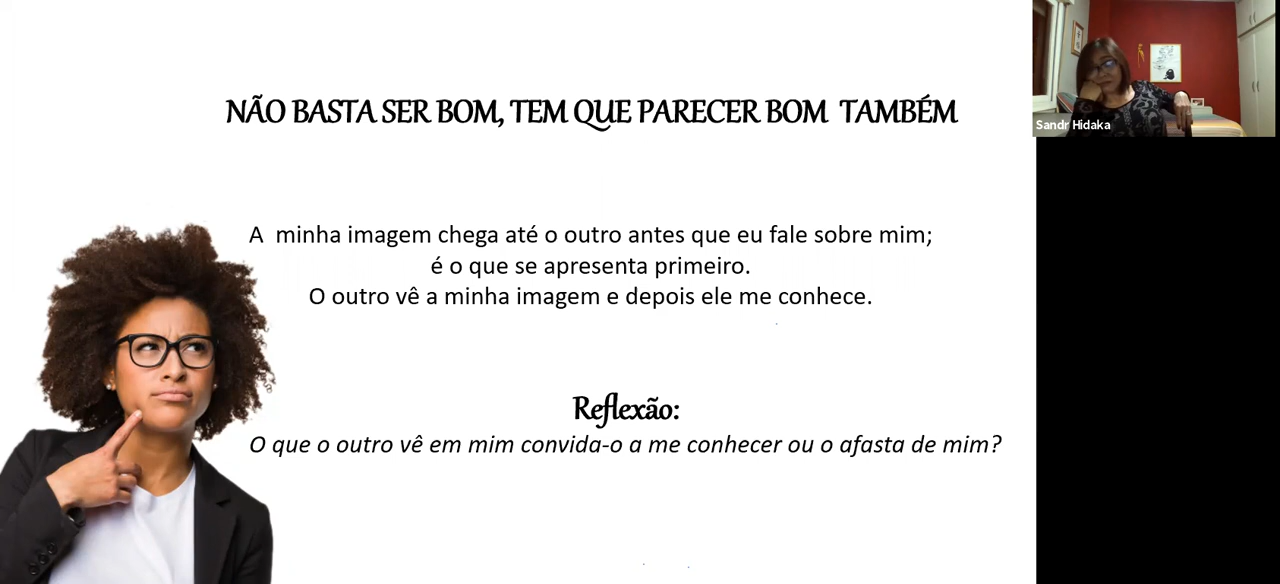 NÃO BASTA SER BOM, TEM QUE PARECER BOM TAMBÉM
A minha imagem chega até o outro antes que eu fale sobre mim;
é o que se apresenta primeiro.
O outro vê a minha imagem e depois ele me conhece.
Reflexão:
O que o outro vê em mim convida-o a me conhecer ou o afasta de mim?
Sandr Hidaka